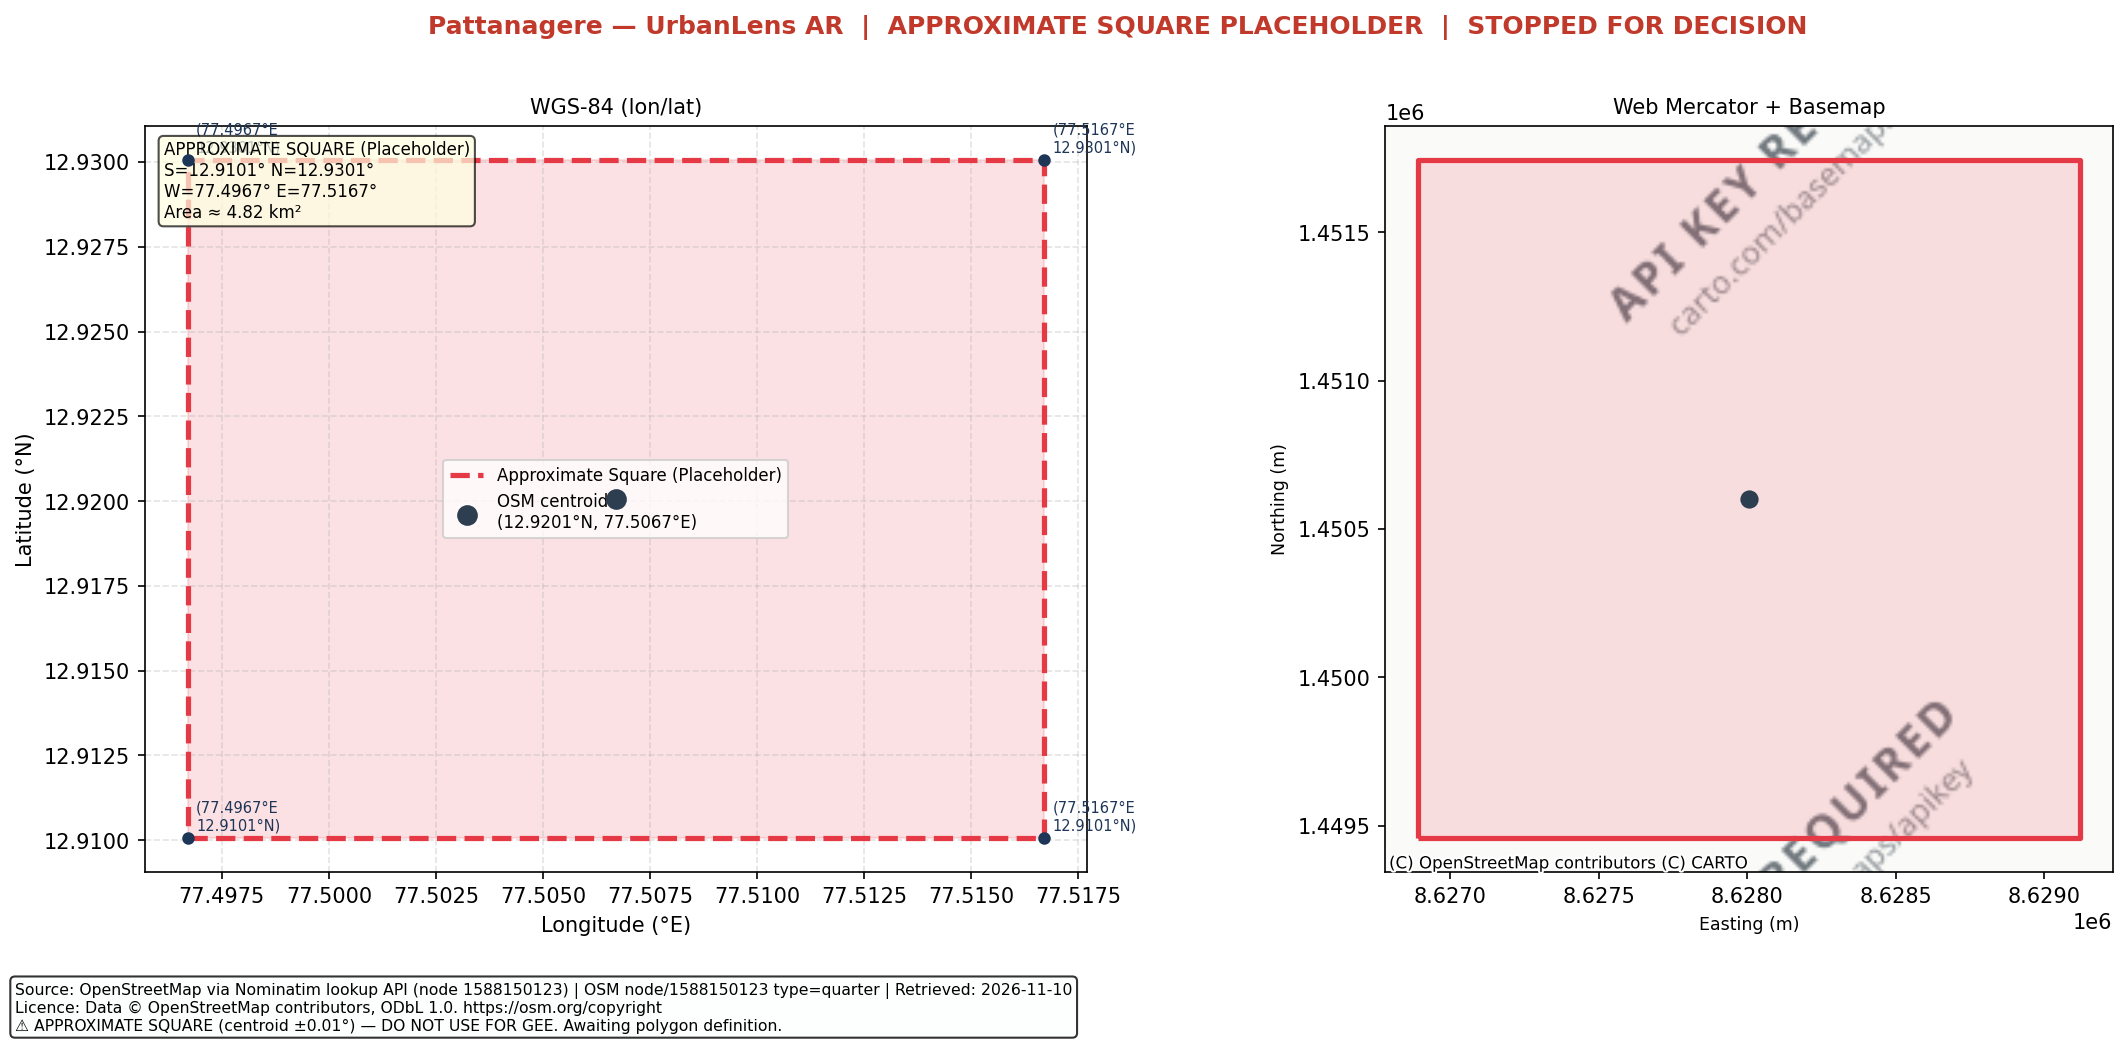 Pattanagere — UrbanLens AR | APPROXIMATE SQUARE PLACEHOLDER | STOPPED FOR DECISION
WGS-84 (lon/lat)
(77.4967°E
(77.5167°E
12.9301°N)
APPROXIMATE SQUARE (Placeholder)
S=12.9101° N=12.9301°
W=77.4967° E=77.5167°
Area ≈ 4.82 km²
12.9300
12.9275
12.9250
12.9225
12.9200
12.9175
12.9150
12.9125
12.9100
Latitude (°N)
Approximate Square (Placeholder)
OSM centroid
(12.9201°N, 77.5067°E)
(77.4967°E
12.9101°N)
(77.5167°E
12.9101°N)
77.4975 77.5000 77.5025 77.5050 77.5075 77.5100 77.5125 77.5150 77.5175
Longitude (°E)
Web Mercator + Basemap
1e6
1.4515
1.4510
1.4505
1.4500
1.4495
Northing (m)
API KEY RE
carto.com/basemap
REQUIRED
aps/apikey
(C) OpenStreetMap contributors (C) CARTO
8.6270 8.6275 8.6280 8.6285 8.6290
1e6
Easting (m)
Source: OpenStreetMap via Nominatim lookup API (node 1588150123) | OSM node/1588150123 type=quarter | Retrieved: 2026-11-10
Licence: Data © OpenStreetMap contributors, ODbL 1.0. https://osm.org/copyright
⚠ APPROXIMATE SQUARE (centroid ±0.01°) — DO NOT USE FOR GEE. Awaiting polygon definition.